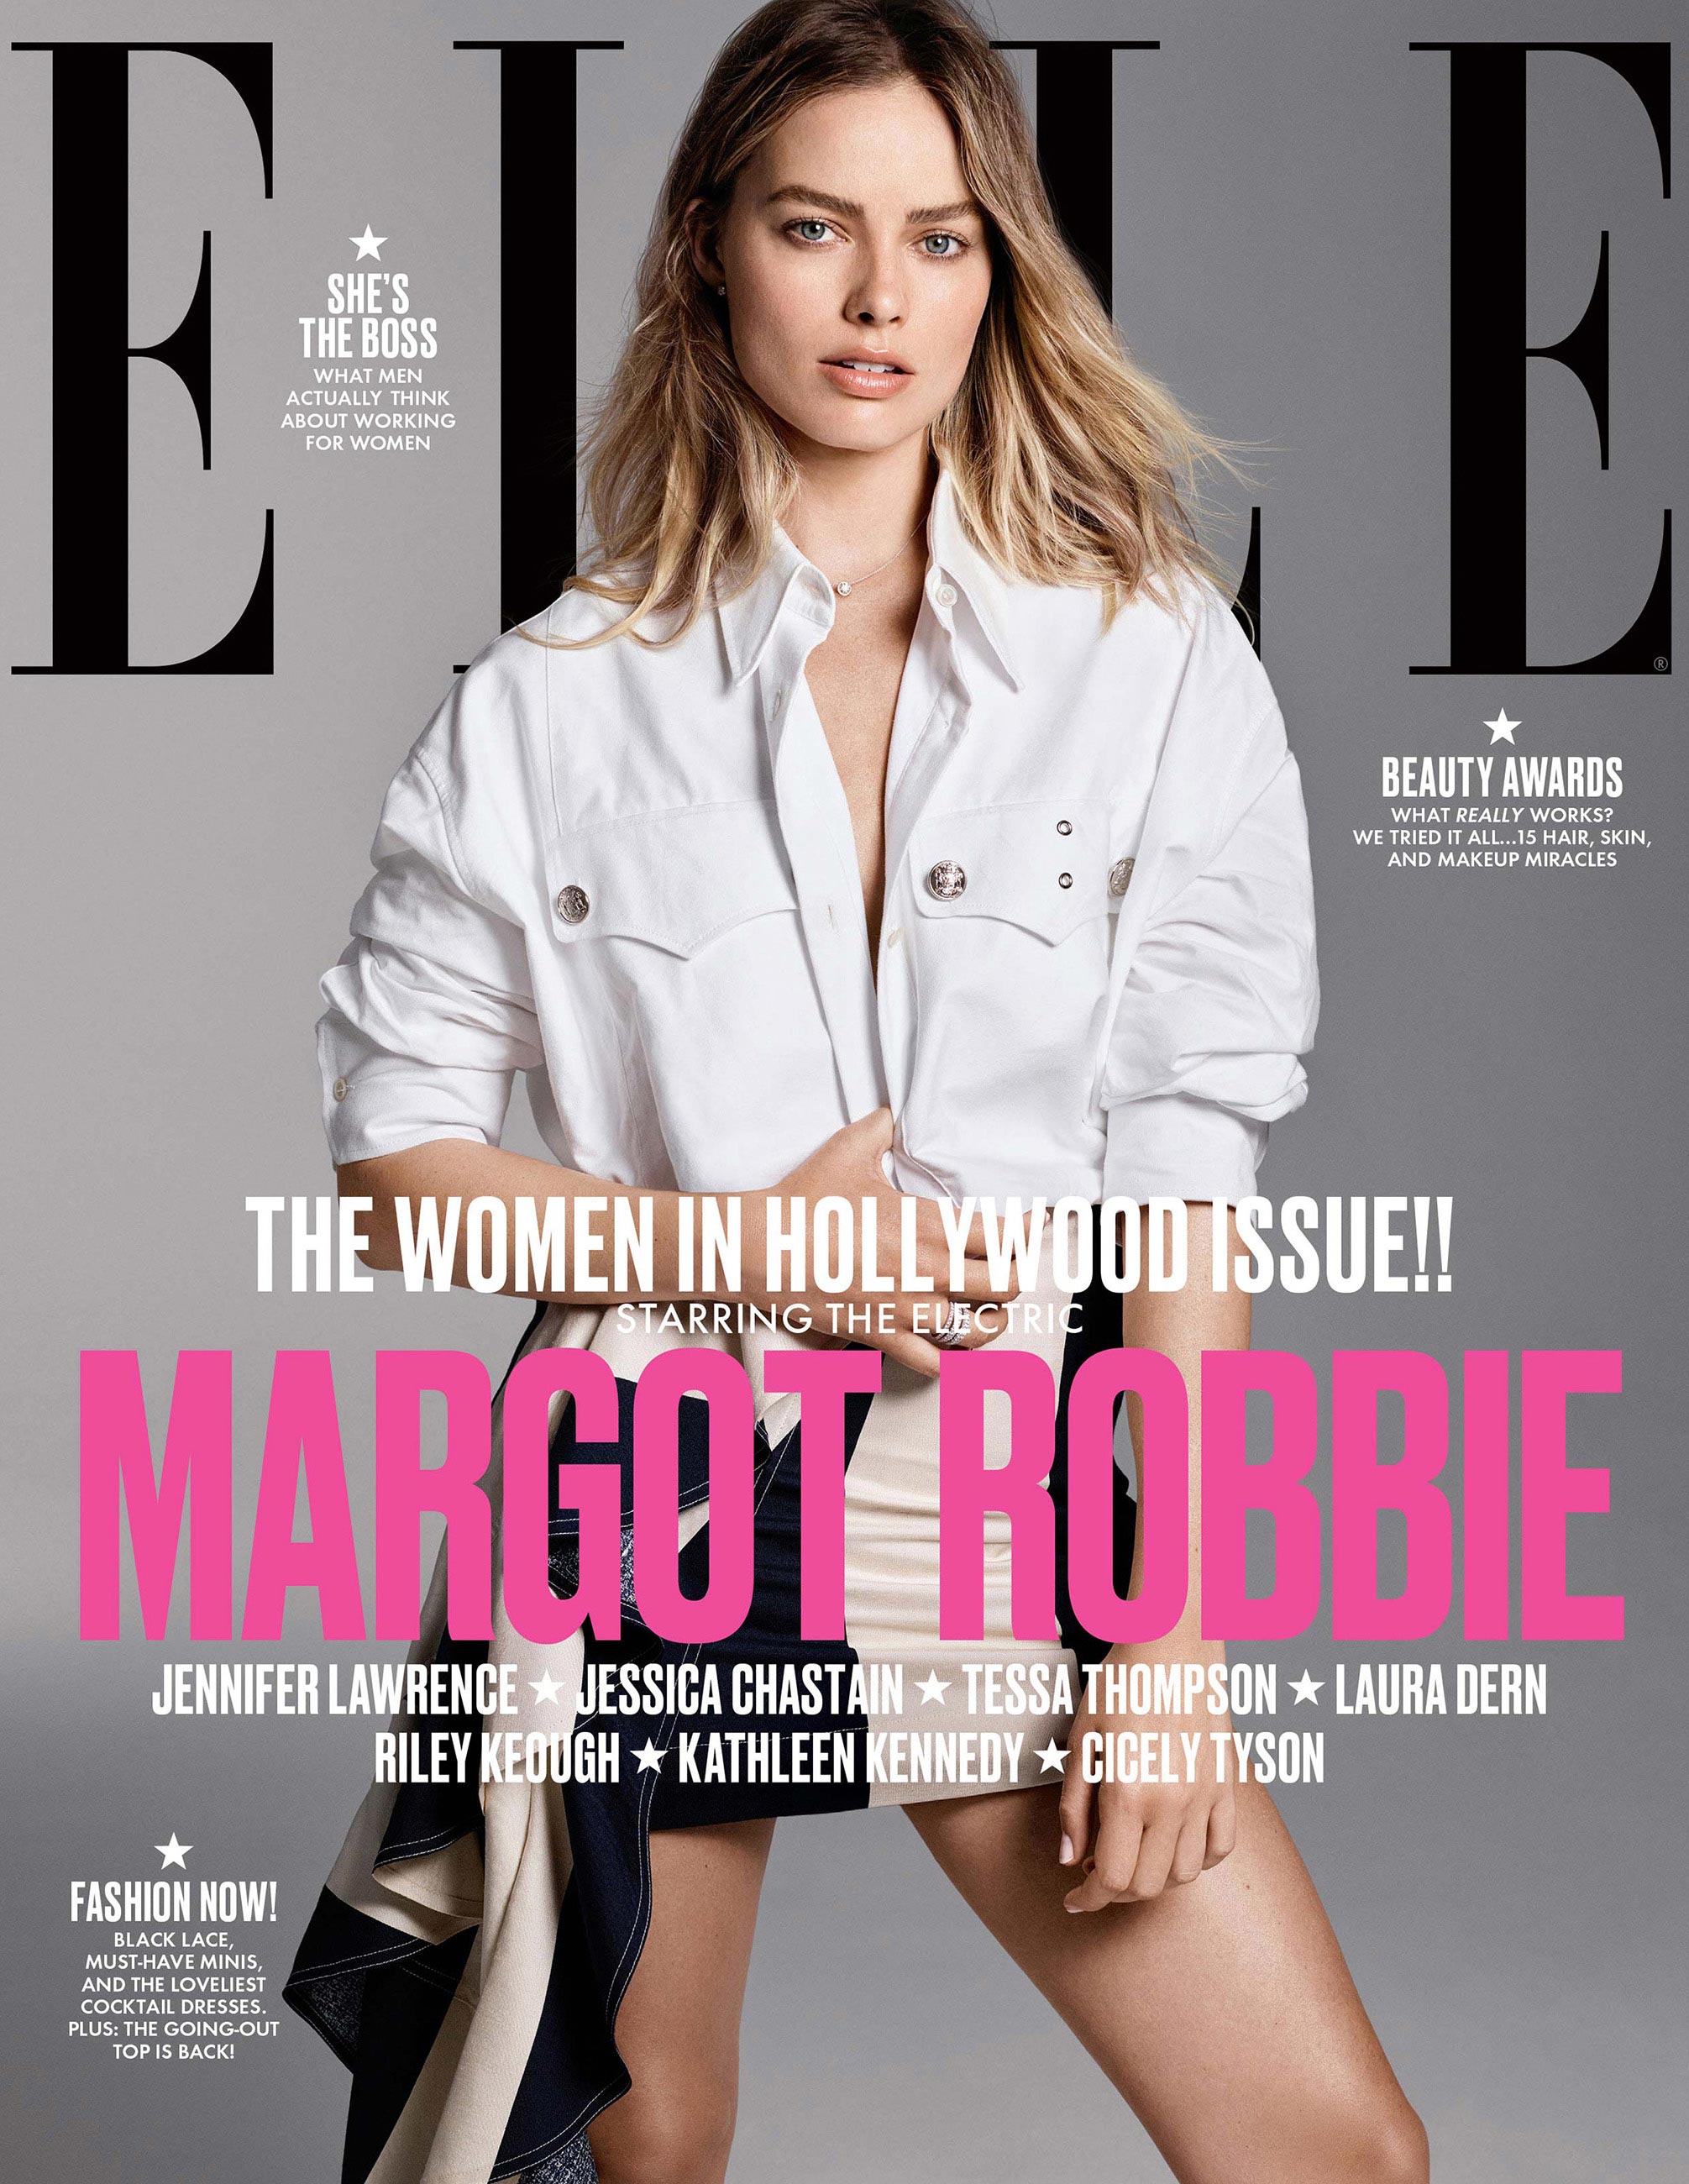 ELLE
®
SHE'S
THE BOSS
WHAT MEN
ACTUALLY THINK
ABOUT WORKING
FOR WOMEN
BEAUTY AWARDS
WHAT REALLY WORKS?
WE TRIED IT ALL...15 HAIR, SKIN,
AND MAKEUP MIRACLES
THE WOMEN IN HOLLYWOOD ISSUE!!
STARRING THE ELECTRIC
MARGOT ROBBIE
JENNIFER LAWRENCE ★ JESSICA CHASTAIN ★ TESSA THOMPSON ★ LAURA DERN
RILEY KEOUGH ★ KATHLEEN KENNEDY ★ CICELY TYSON
FASHION NOW!
BLACK LACE,
MUST-HAVE MINIS,
AND THE LOVELIEST
COCKTAIL DRESSES.
PLUS: THE GOING-OUT
TOP IS BACK!